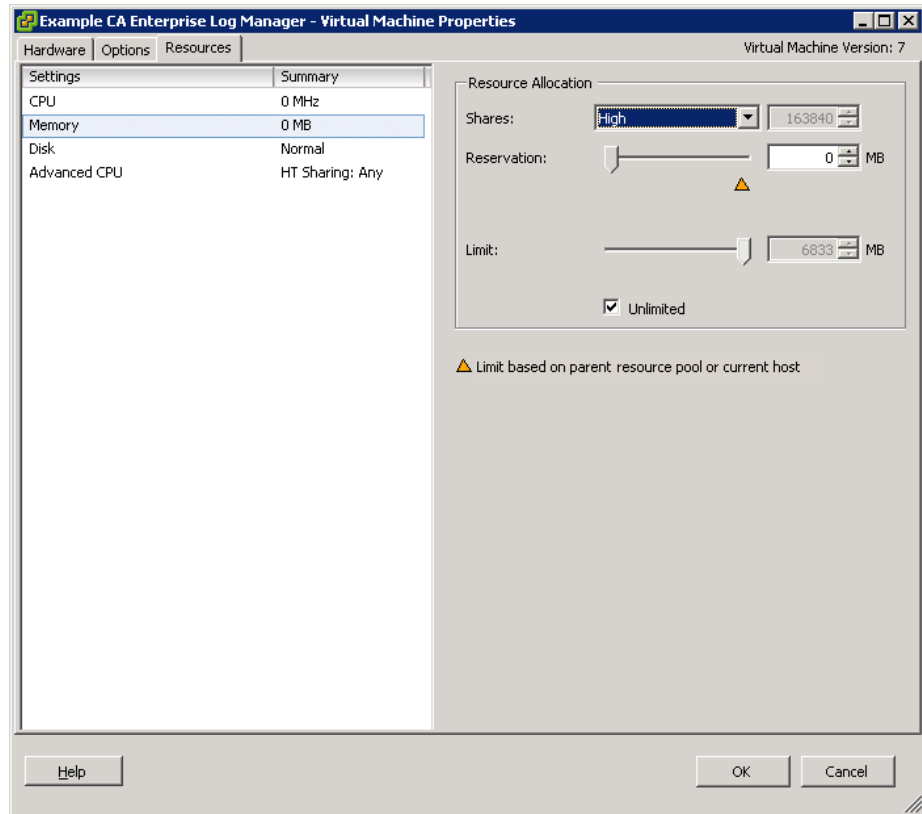 Example CA Enterprise Log Manager - Virtual Machine Properties
Hardware Options Resources Virtual Machine Version: 7
Settings Summary
CPU 0 MHz
Memory 0 MB
Disk Normal
Advanced CPU HT Sharing: Any
Resource Allocation
Shares: High 163840
Reservation: 0 MB
Limit: 6833 MB
Unlimited
Limit based on parent resource pool or current host
Help OK Cancel